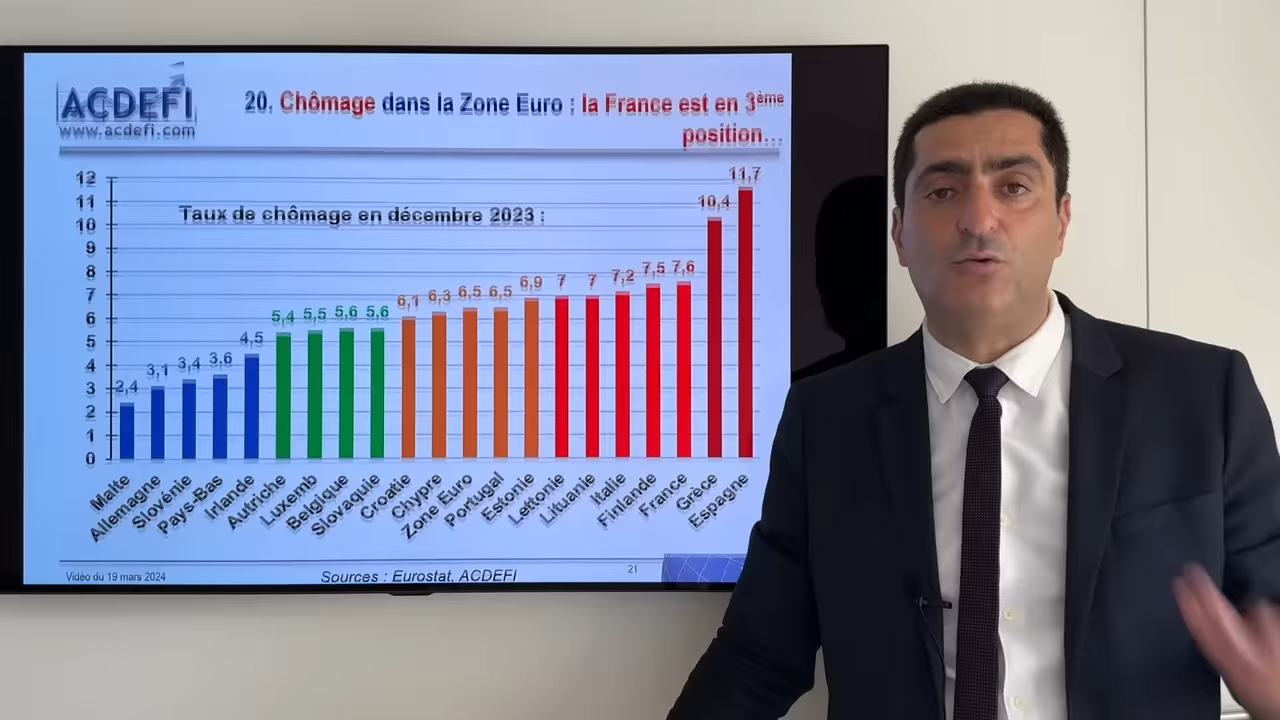 ACDEFI
www.acdefi.com
20. Chômage dans la Zone Euro : la France est en 3ème
position…
Taux de chômage en décembre 2023 :
12
11
10
9
8
7
6
5
4
3
2
1
0
2,4
3,1
3,4
3,6
4,5
5,4
5,5
5,6
5,6
6,1
6,3
6,5
6,5
6,9
7
7
7,2
7,5
7,6
10,4
11,7
Malte
Allemagne
Slovénie
Pays-Bas
Irlande
Autriche
Luxemb
Belgique
Slovaquie
Croatie
Chypre
Zone Euro
Portugal
Estonie
Lettonie
Lituanie
Italie
Finlande
France
Grèce
Espagne
Vidéo du 19 mars 2024
Sources : Eurostat, ACDEFI
21